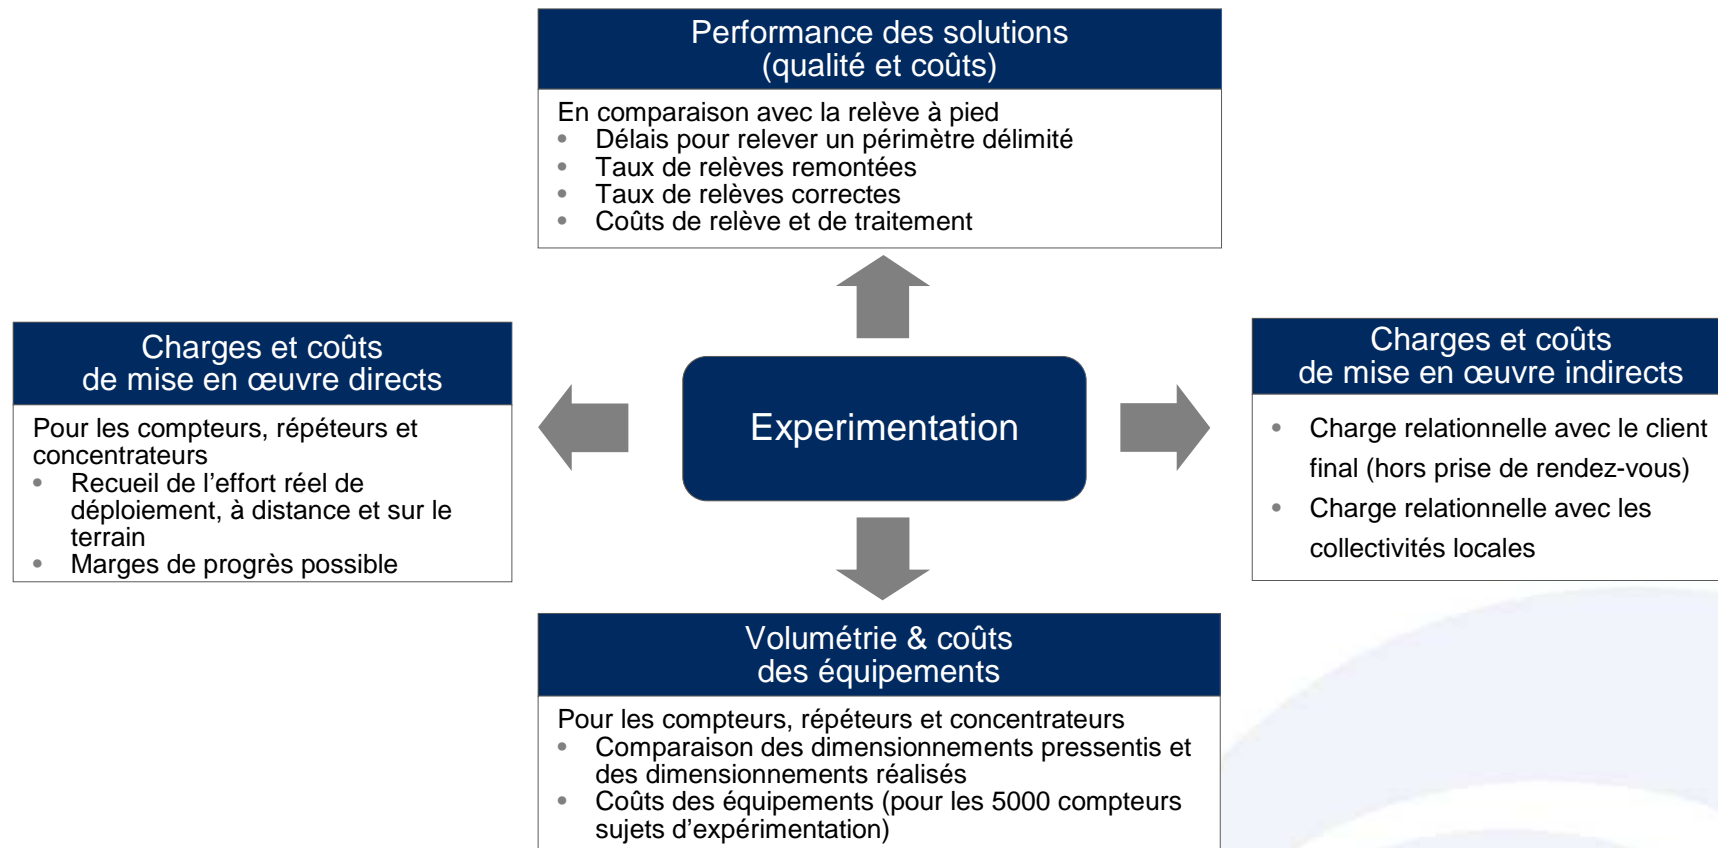 Performance des solutions
(qualité et coûts)
En comparaison avec la relève à pied
• Délais pour relever un périmètre délimité
• Taux de relèves remontées
• Taux de relèves correctes
• Coûts de relève et de traitement
Charges et coûts
de mise en œuvre directs
Pour les compteurs, répéteurs et
concentrateurs
• Recueil de l’effort réel de
déploiement, à distance et sur le
terrain
• Marges de progrès possible
Experimentation
Charges et coûts
de mise en œuvre indirects
• Charge relationnelle avec le client
final (hors prise de rendez-vous)
• Charge relationnelle avec les
collectivités locales
Volumétrie & coûts
des équipements
Pour les compteurs, répéteurs et concentrateurs
• Comparaison des dimensionnements pressentis et
des dimensionnements réalisés
• Coûts des équipements (pour les 5000 compteurs
sujets d’expérimentation)